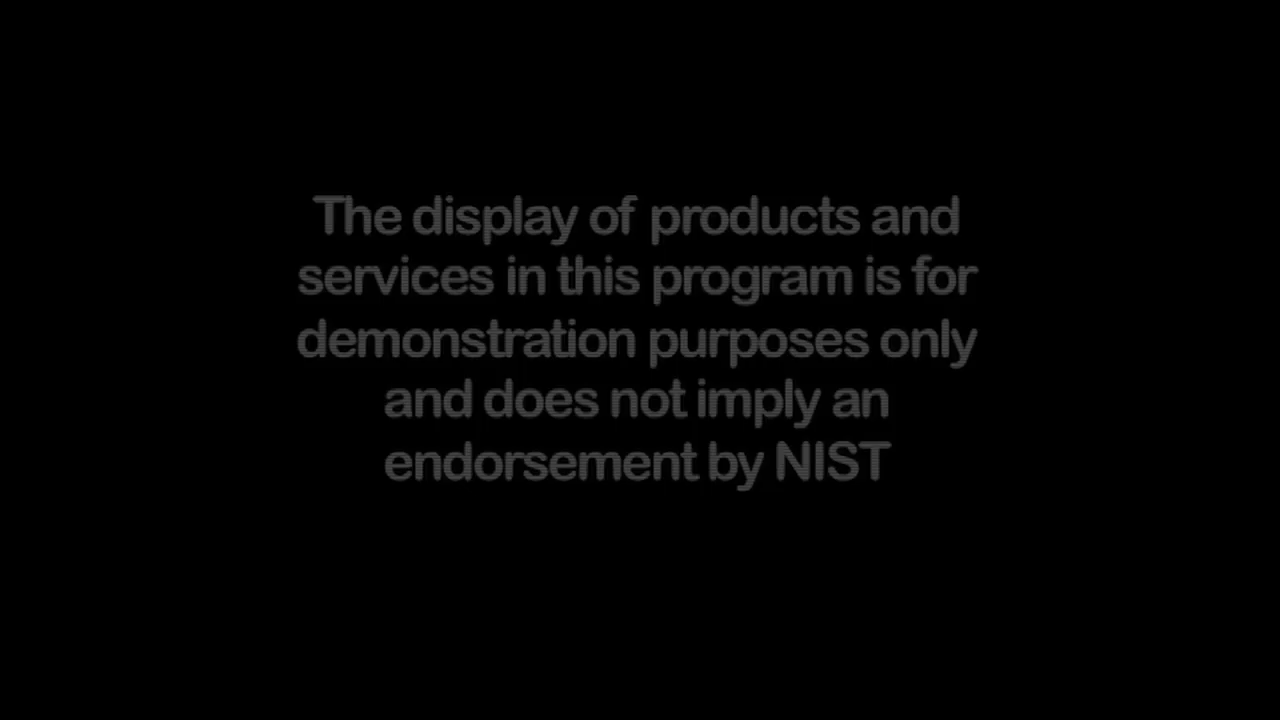 The display of products and
services in this program is for
demonstration purposes only
and does not imply an
endorsement by NIST